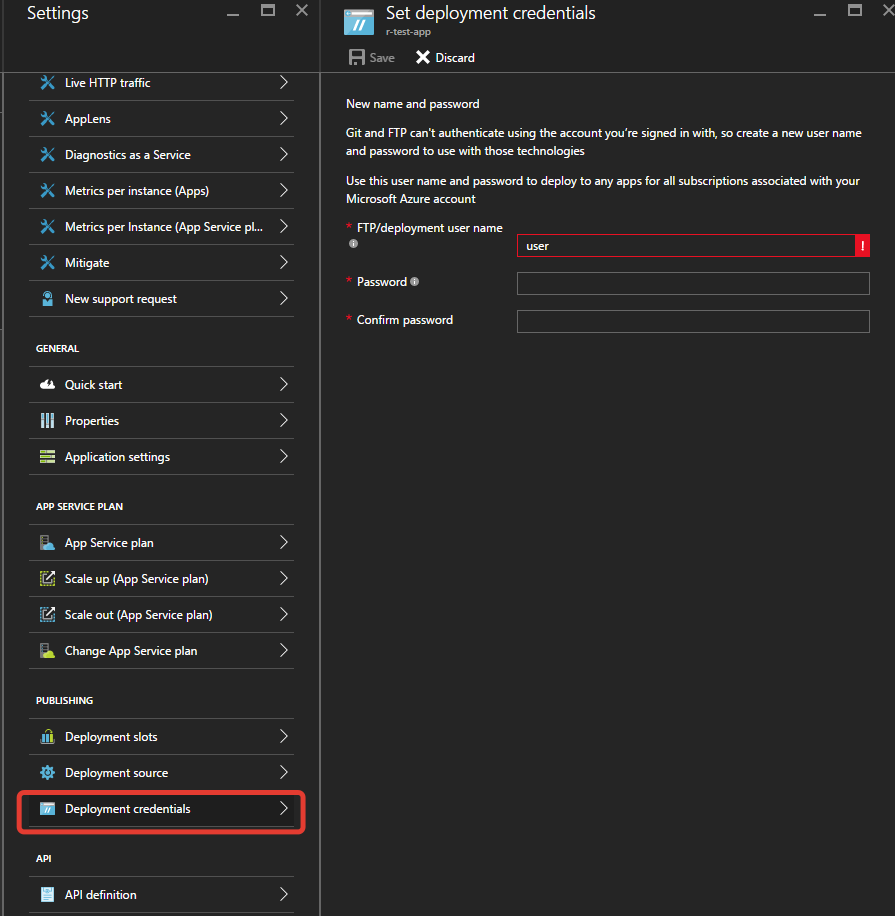 Settings
Live HTTP traffic
AppLens
Diagnostics as a Service
Metrics per instance (Apps)
Metrics per Instance (App Service pl...
Mitigate
New support request
GENERAL
Quick start
Properties
Application settings
APP SERVICE PLAN
App Service plan
Scale up (App Service plan)
Scale out (App Service plan)
Change App Service plan
PUBLISHING
Deployment slots
Deployment source
Deployment credentials
API
API definition
Set deployment credentials
r-test-app
Save Discard
New name and password
Git and FTP can't authenticate using the account you're signed in with, so create a new user name
and password to use with those technologies
Use this user name and password to deploy to any apps for all subscriptions associated with your
Microsoft Azure account
* FTP/deployment user name
user !
* Password
* Confirm password